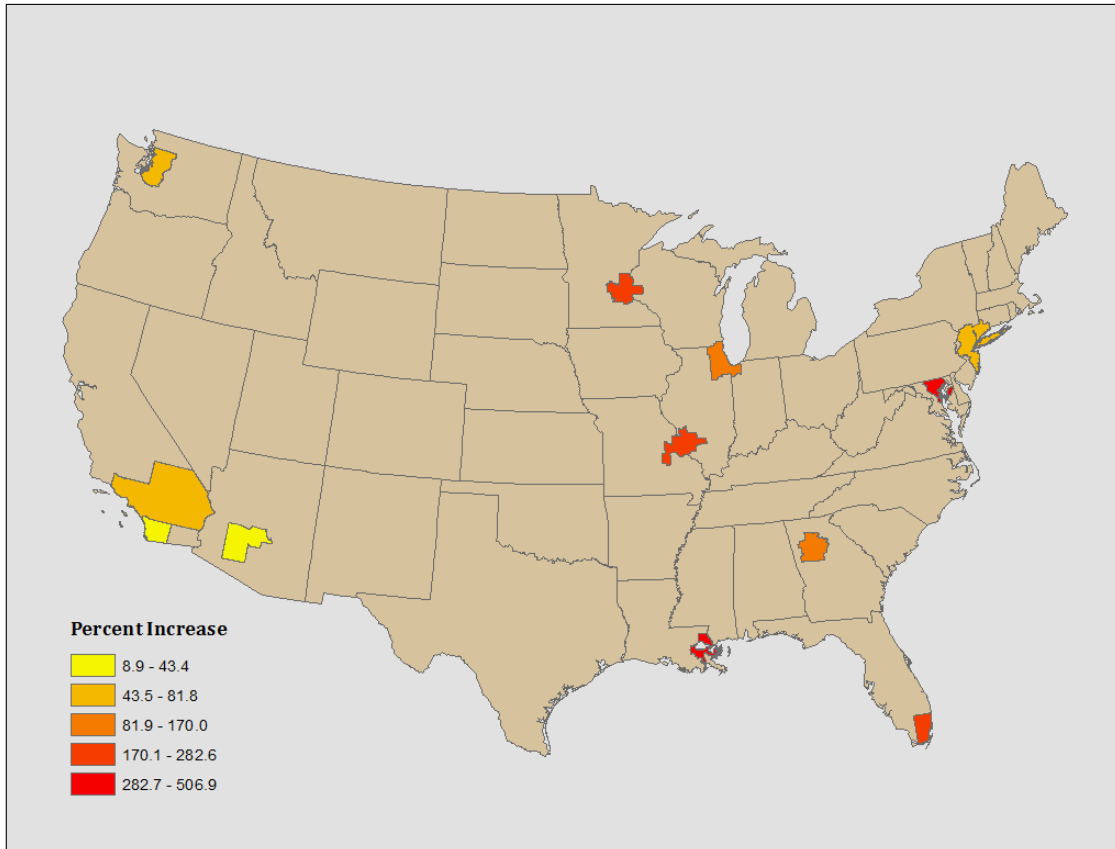 Percent Increase
8.9 - 43.4
43.5 - 81.8
81.9 - 170.0
170.1 - 282.6
282.7 - 506.9